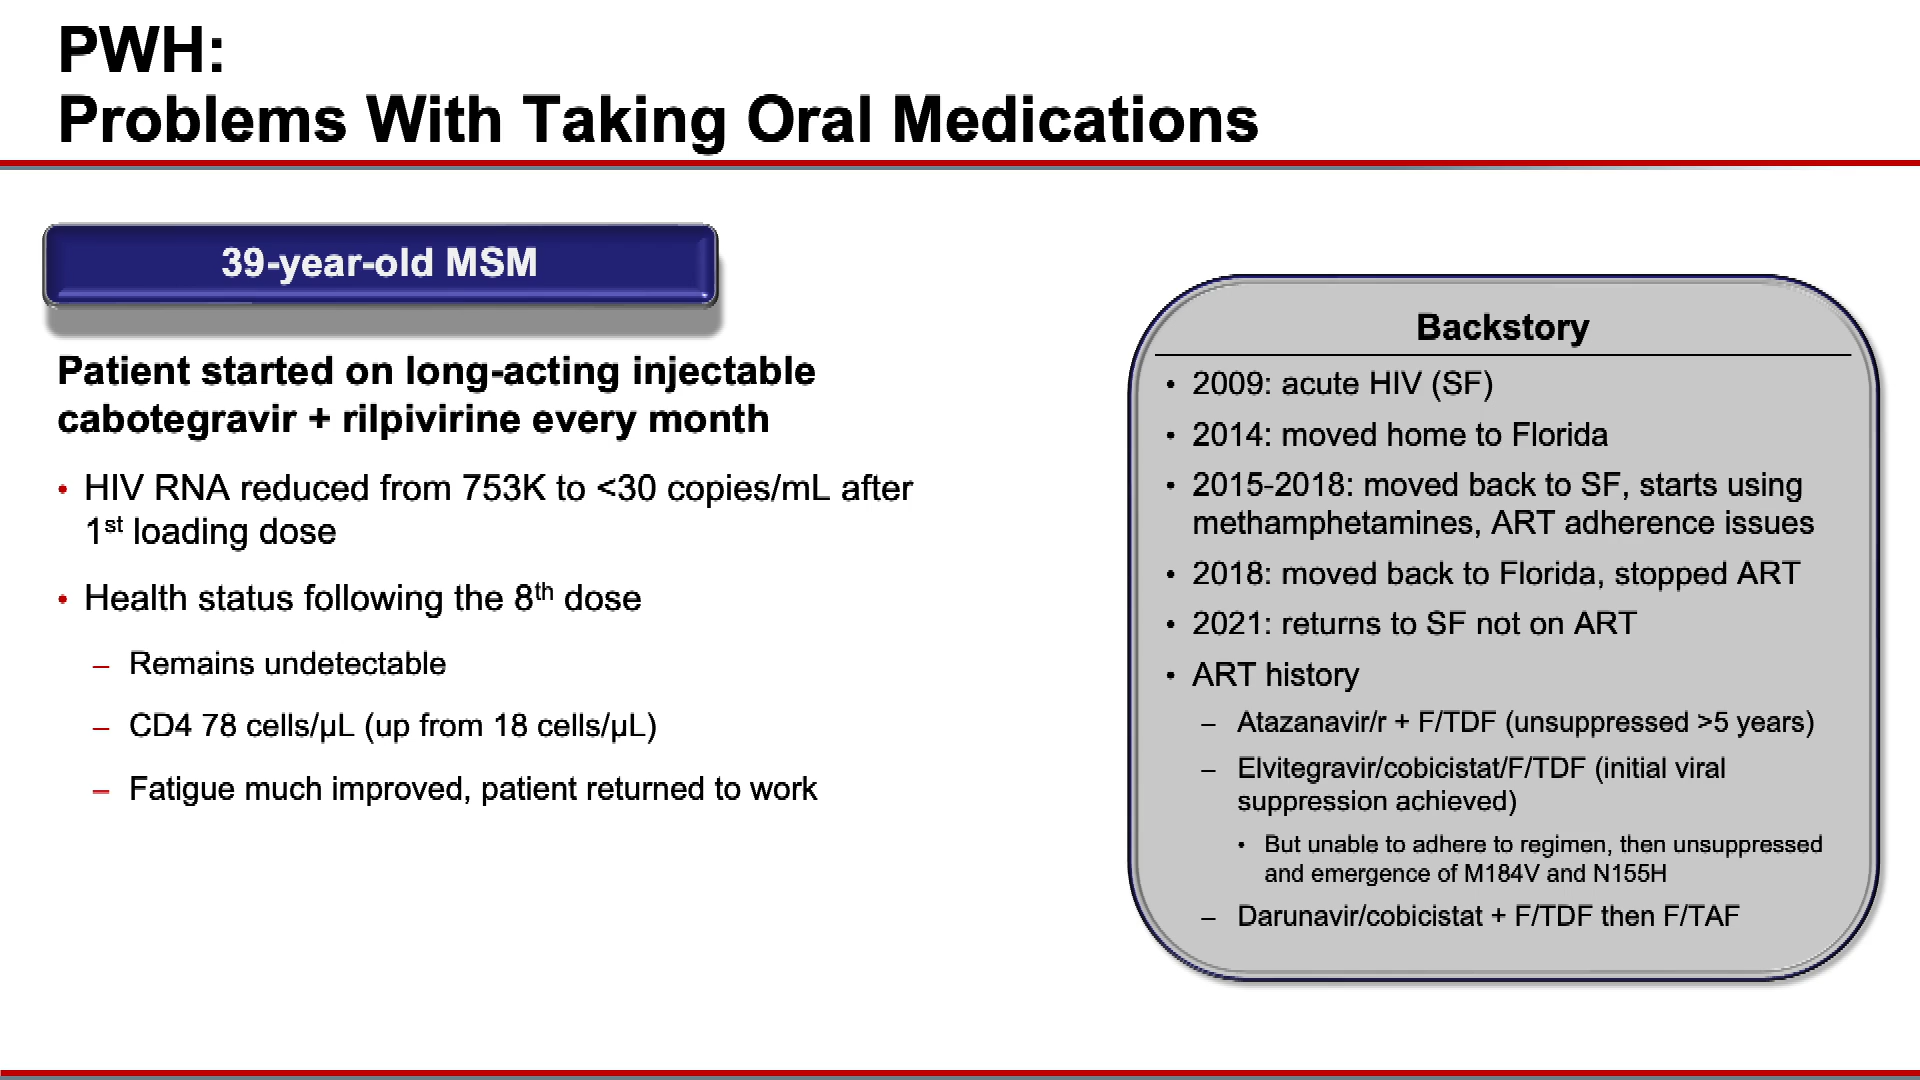 PWH:
Problems With Taking Oral Medications
39-year-old MSM
Patient started on long-acting injectable
cabotegravir + rilpivirine every month
• HIV RNA reduced from 753K to <30 copies/mL after
1st loading dose
• Health status following the 8th dose
– Remains undetectable
– CD4 78 cells/µL (up from 18 cells/µL)
– Fatigue much improved, patient returned to work
Backstory
• 2009: acute HIV (SF)
• 2014: moved home to Florida
• 2015-2018: moved back to SF, starts using
methamphetamines, ART adherence issues
• 2018: moved back to Florida, stopped ART
• 2021: returns to SF not on ART
• ART history
– Atazanavir/r + F/TDF (unsuppressed >5 years)
– Elvitegravir/cobicistat/F/TDF (initial viral
suppression achieved)
• But unable to adhere to regimen, then unsuppressed
and emergence of M184V and N155H
– Darunavir/cobicistat + F/TDF then F/TAF